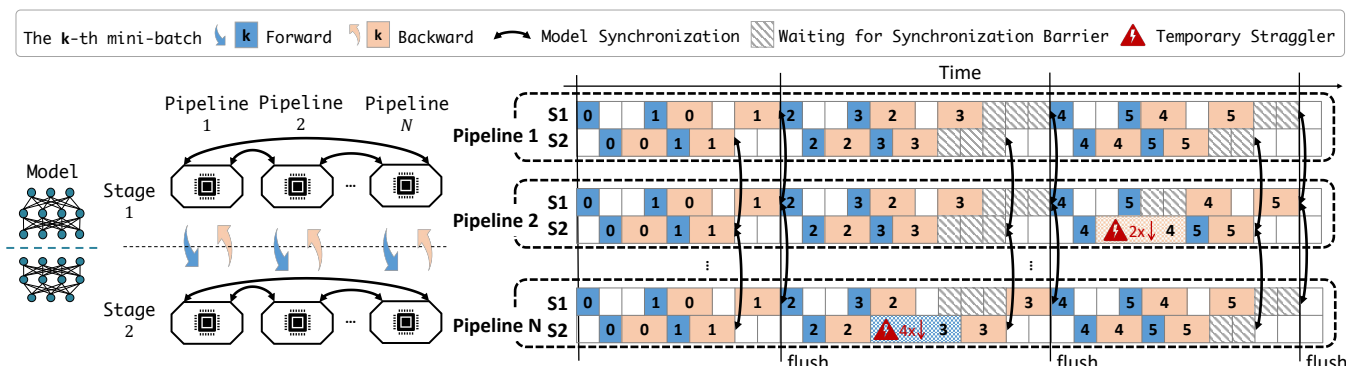 The k-th mini-batch k Forward k Backward Model Synchronization Waiting for Synchronization Barrier Temporary Straggler
Time
Pipeline 1
Pipeline 2
Pipeline N
...
Model
Stage 1
Stage 2
...
Pipeline 1
S1 0 1 0 1 2 3 2 3 4 5 4 5
S2 0 0 1 1 2 2 3 3 4 4 5 5
Pipeline 2
S1 0 1 0 1 2 3 2 3 4 5 4 5
S2 0 0 1 1 2 2 3 3 4 2x↓ 4 5 5
... ...
Pipeline N
S1 0 1 0 1 2 3 2 3 4 5 4 5
S2 0 0 1 1 2 2 4x↓ 3 3 4 4 5 5
flush flush flush